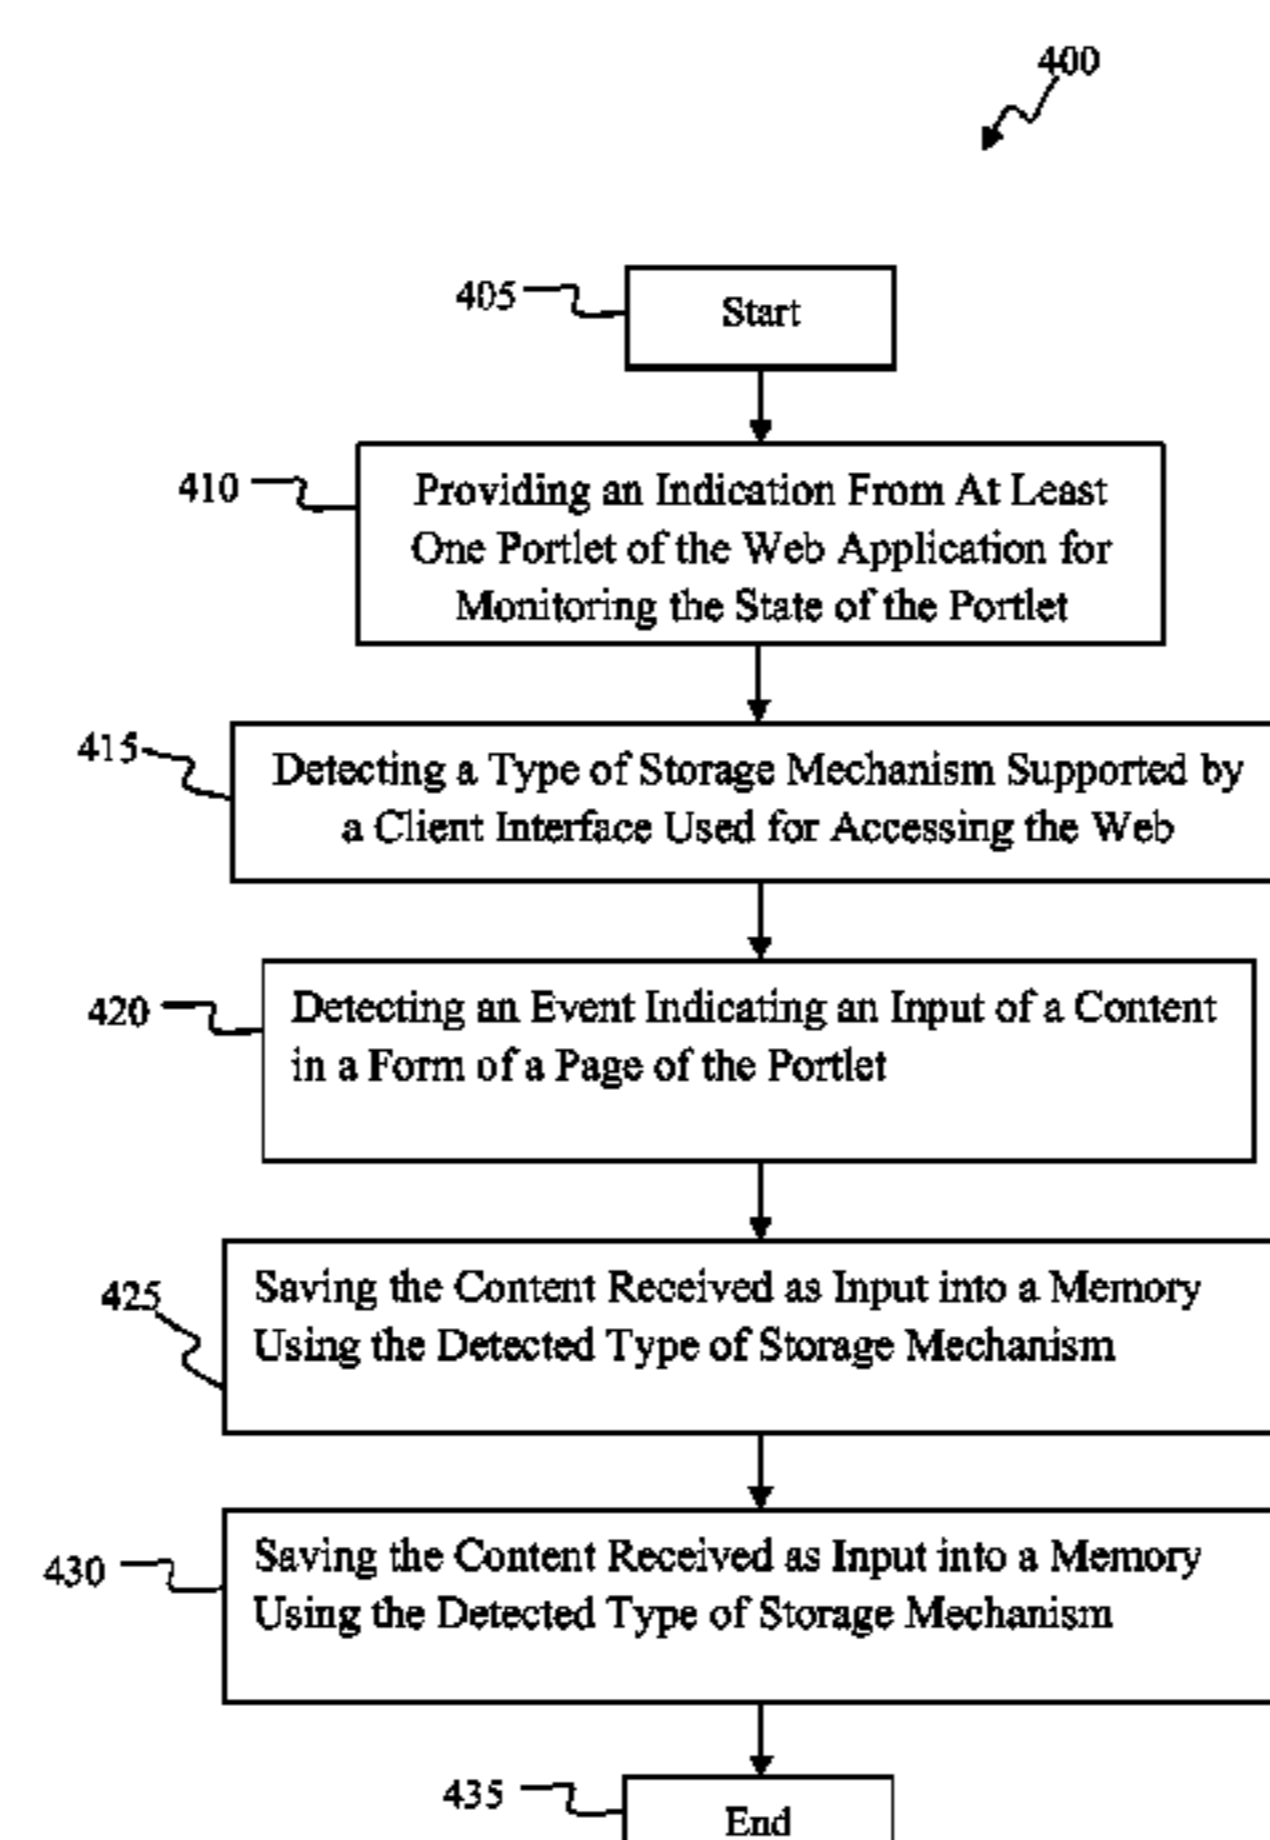 400
405
Start
410
Providing an Indication From At Least
One Portlet of the Web Application for
Monitoring the State of the Portlet
415
Detecting a Type of Storage Mechanism Supported by
a Client Interface Used for Accessing the Web
420
Detecting an Event Indicating an Input of a Content
in a Form of a Page of the Portlet
425
Saving the Content Received as Input into a Memory
Using the Detected Type of Storage Mechanism
430
Saving the Content Received as Input into a Memory
Using the Detected Type of Storage Mechanism
435
End